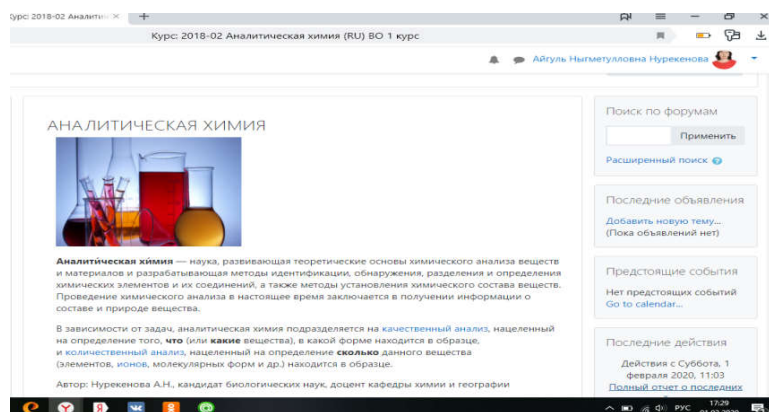 Курс: 2018-02 Аналити
Курс: 2018-02 Аналитическая химия (RU) ВО 1 курс
Айгуль Ныгметулловна Нурекенова
АНАЛИТИЧЕСКАЯ ХИМИЯ
Аналити́ческая хи́мия — наука, развивающая теоретические основы химического анализа веществ
и материалов и разрабатывающая методы идентификации, обнаружения, разделения и определения
химических элементов и их соединений, а также методы установления химического состава веществ.
Проведение химического анализа в настоящее время заключается в получении информации о
составе и природе вещества.
В зависимости от задач, аналитическая химия подразделяется на качественный анализ, нацеленный
на определение того, что (или какие вещества), в какой форме находится в образце,
и количественный анализ, нацеленный на определение сколько данного вещества
(элементов, ионов, молекулярных форм и др.) находится в образце.
Автор: Нурекенова А.Н., кандидат биологических наук, доцент кафедры химии и географии
Поиск по форумам
Применить
Расширенный поиск
Последние объявления
Добавить новую тему...
(Пока объявлений нет)
Предстоящие события
Нет предстоящих событий
Go to calendar...
Последние действия
Действия с Суббота, 1
февраля 2020, 11:03
Полный отчет о последних
РУС
17:29